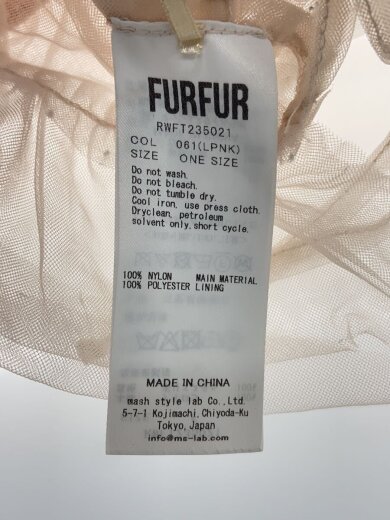 FURFUR
RWFT235021
COL 061(LPNK)
SIZE ONE SIZE
Do not wash.
Do not bleach.
Do not tumble dry.
Cool iron, use press cloth.
Dryclean, petroleum
solvent only, short cycle.
100% NYLON MAIN MATERIAL
100% POLYESTER LINING
MADE IN CHINA
mash style lab Co.,Ltd.
5-7-1 Kojimachi,Chiyoda-Ku
Tokyo,Japan
info@ms-lab.com